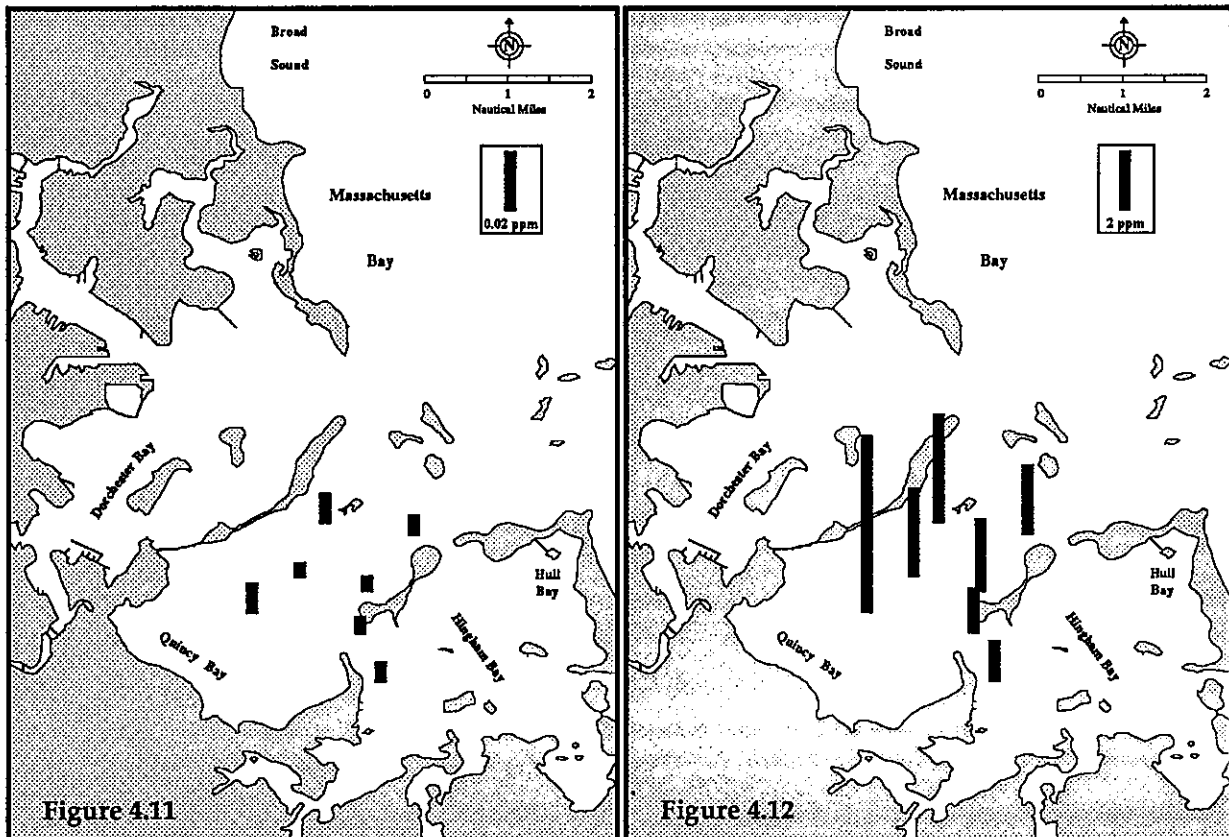 Broad
Sound
N
0 1 2
Nautical Miles
0.02 ppm
Massachusetts
Bay
Dorchester Bay
Hull
Bay
Quincy Bay
Hingham Bay
Figure 4.11
Broad
Sound
N
0 1 2
Nautical Miles
2 ppm
Massachusetts
Bay
Dorchester Bay
Hull
Bay
Quincy Bay
Hingham Bay
Figure 4.12